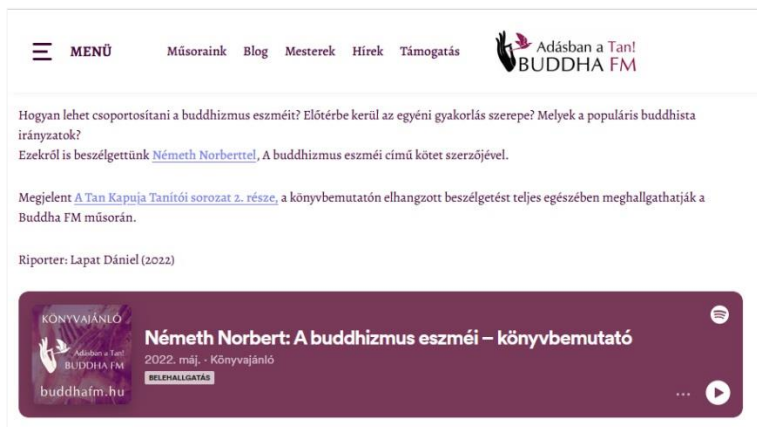 MENÜ
Műsoraink Blog Mesterek Hírek Támogatás
Adásban a Tan!
BUDDHA FM
Hogyan lehet csoportosítani a buddhizmus eszméit? Előtérbe kerül az egyéni gyakorlás szerepe? Melyek a populáris buddhista
irányzatok?
Ezekről is beszélgettünk Németh Norberttel, A buddhizmus eszméi című kötet szerzőjével.
Megjelent A Tan Kapuja Tanítói sorozat 2. része, a könyvbemutatón elhangzott beszélgetést teljes egészében meghallgathatják a
Buddha FM műsorán.
Riporter: Lapat Dániel (2022)
KÖNYVAJÁNLÓ
Adásban a Tan!
BUDDHA FM
buddhafm.hu
Németh Norbert: A buddhizmus eszméi – könyvbemutató
2022. máj. · Könyvajánló
BELEHALLGATÁS